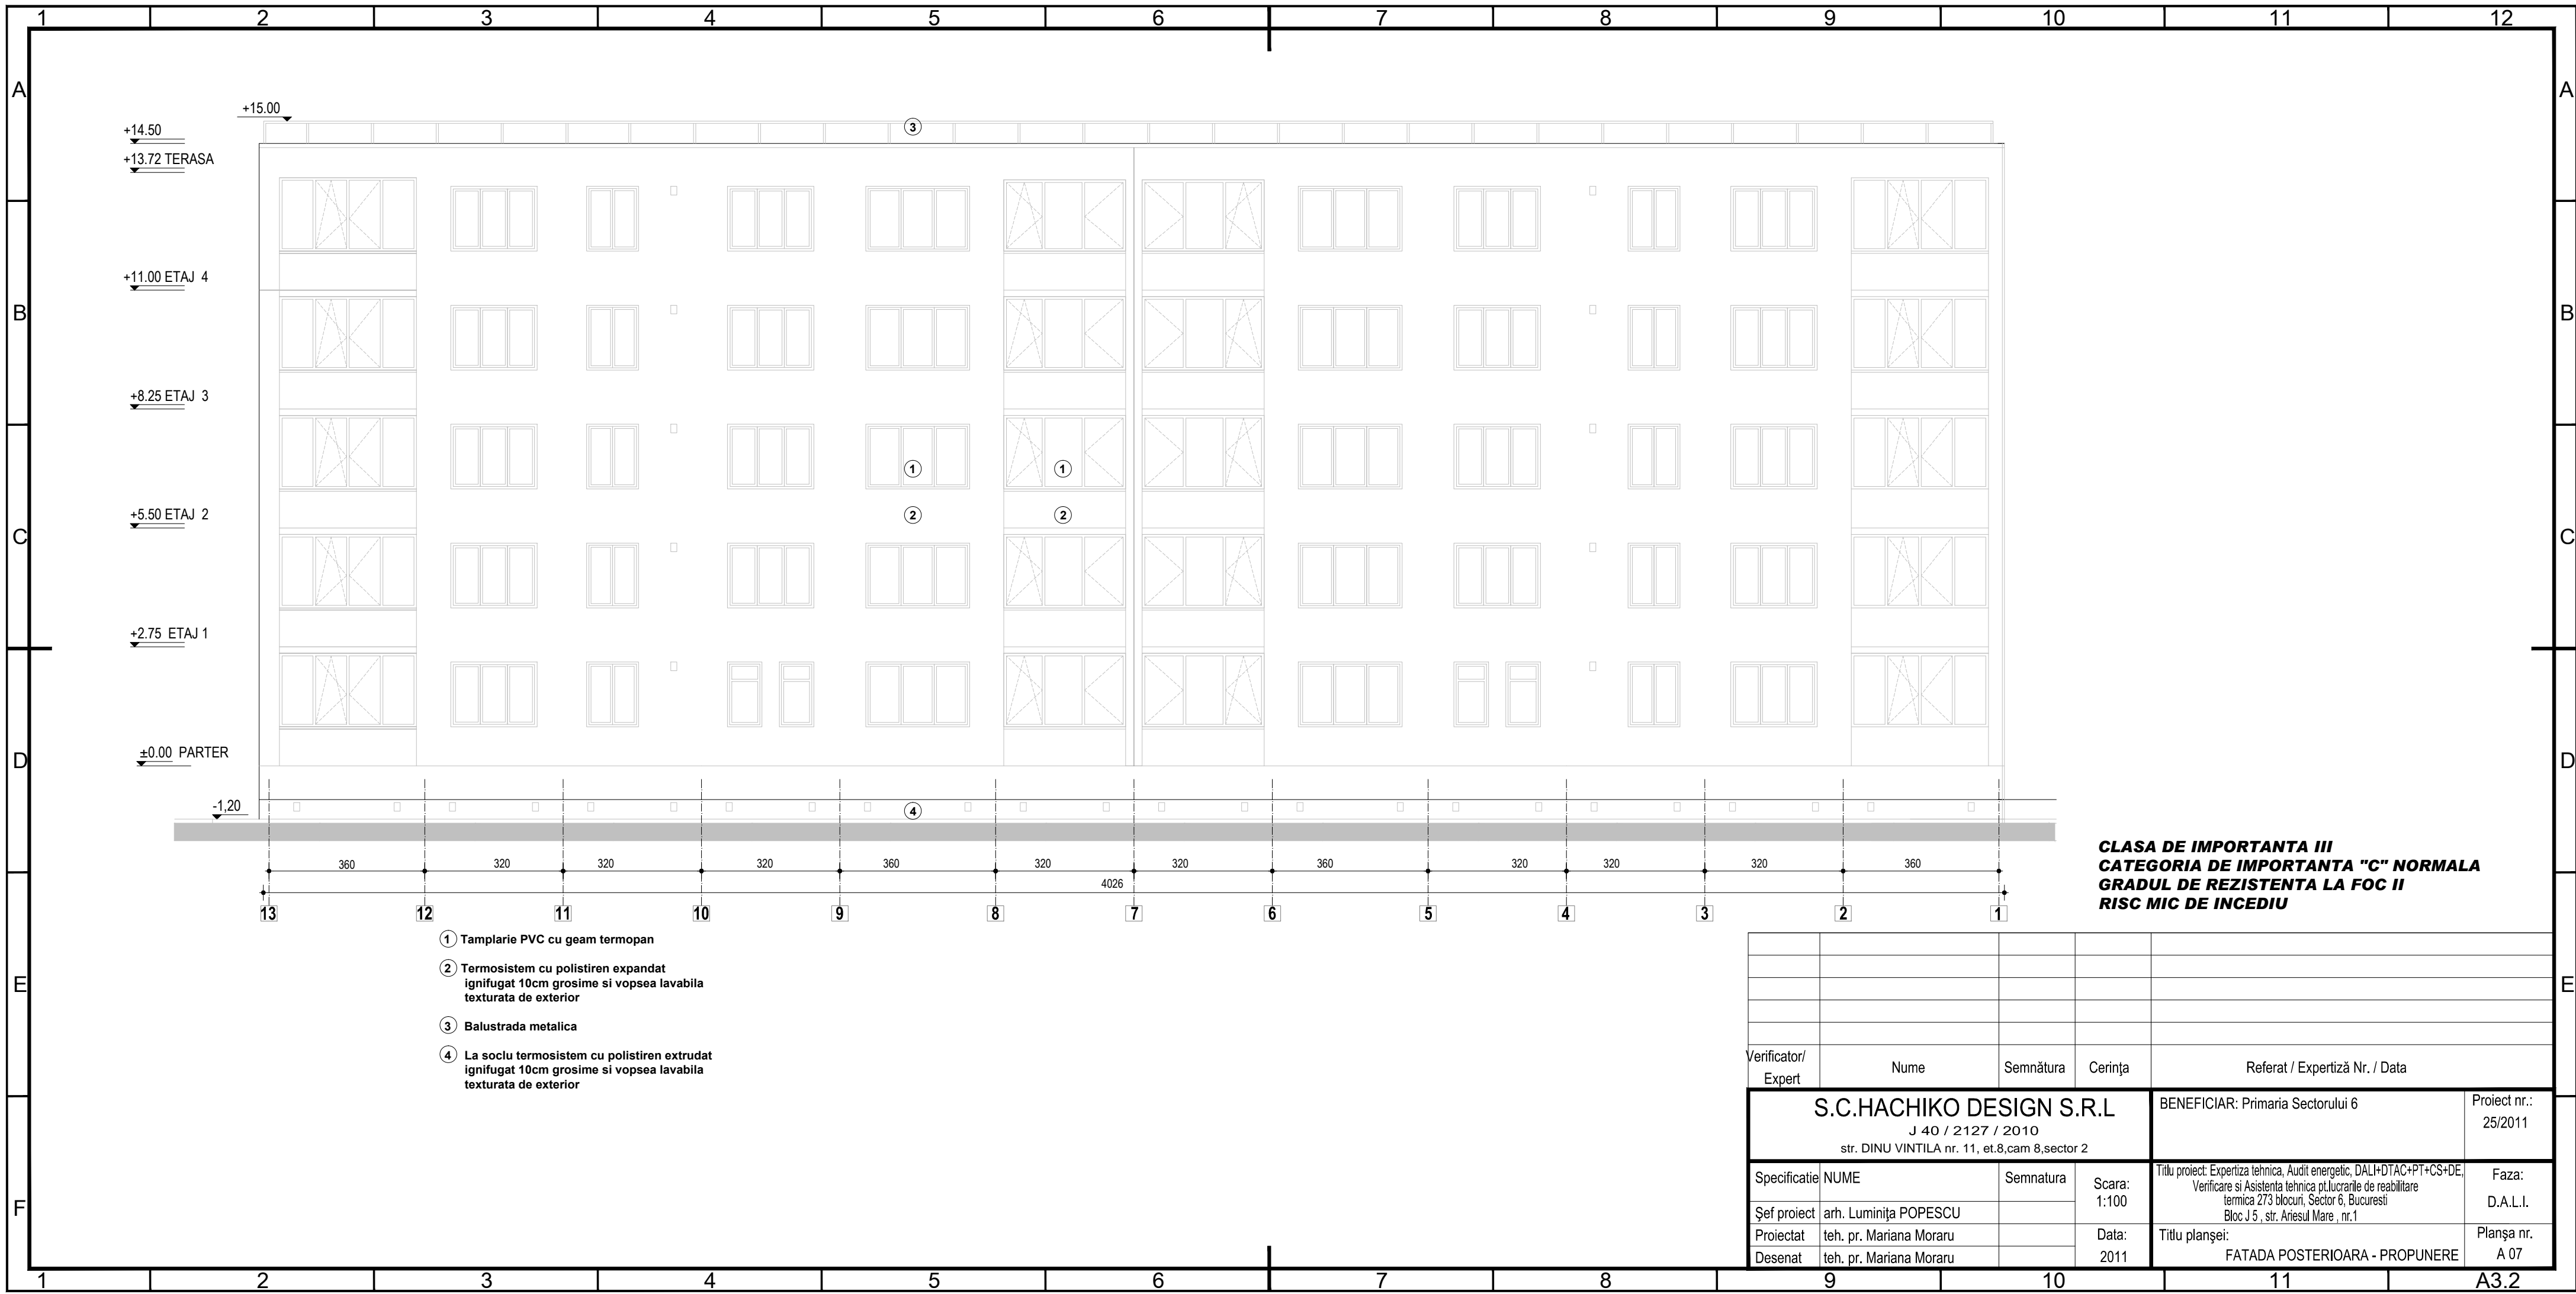 1 2 3 4 5 6 7 8 9 10 11 12
A A
B B
C C
D D
E E
F
+15.00
+14.50
+13.72 TERASA
+11.00 ETAJ 4
+8.25 ETAJ 3
+5.50 ETAJ 2
+2.75 ETAJ 1
±0.00 PARTER
-1,20
3
1 1
2 2
4
360 320 320 320 360 320 320 360 320 320 320 360
4026
13 12 11 10 9 8 7 6 5 4 3 2 1
1 Tamplarie PVC cu geam termopan
2 Termosistem cu polistiren expandat
ignifugat 10cm grosime si vopsea lavabila
texturata de exterior
3 Balustrada metalica
4 La soclu termosistem cu polistiren extrudat
ignifugat 10cm grosime si vopsea lavabila
texturata de exterior
CLASA DE IMPORTANTA III
CATEGORIA DE IMPORTANTA "C" NORMALA
GRADUL DE REZISTENTA LA FOC II
RISC MIC DE INCEDIU
Verificator/
Expert
Nume
Semnătura
Cerinţa
Referat / Expertiză Nr. / Data
S.C.HACHIKO DESIGN S.R.L
J 40 / 2127 / 2010
str. DINU VINTILA nr. 11, et.8,cam 8,sector 2
BENEFICIAR: Primaria Sectorului 6
Proiect nr.:
25/2011
Specificatie NUME Semnatura
Şef proiect arh. Luminiţa POPESCU
Proiectat teh. pr. Mariana Moraru
Desenat teh. pr. Mariana Moraru
Scara:
1:100
Data:
2011
Titlu proiect: Expertiza tehnica, Audit energetic, DALI+DTAC+PT+CS+DE,
Verificare si Asistenta tehnica pt.lucrarile de reabilitare
termica 273 blocuri, Sector 6, Bucuresti
Bloc J 5 , str. Ariesul Mare , nr.1
Faza:
D.A.L.I.
Titlu planşei:
FATADA POSTERIOARA - PROPUNERE
Planşa nr.
A 07
1 2 3 4 5 6 7 8 9 10 11 A3.2